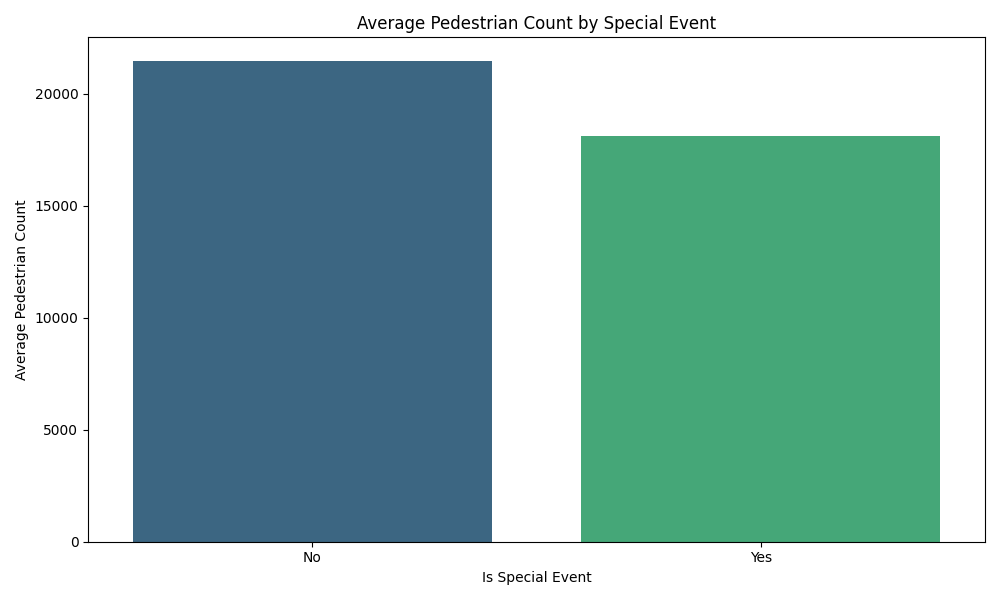 Average Pedestrian Count by Special Event
Average Pedestrian Count
20000
15000
10000
5000
0
No
Yes
Is Special Event